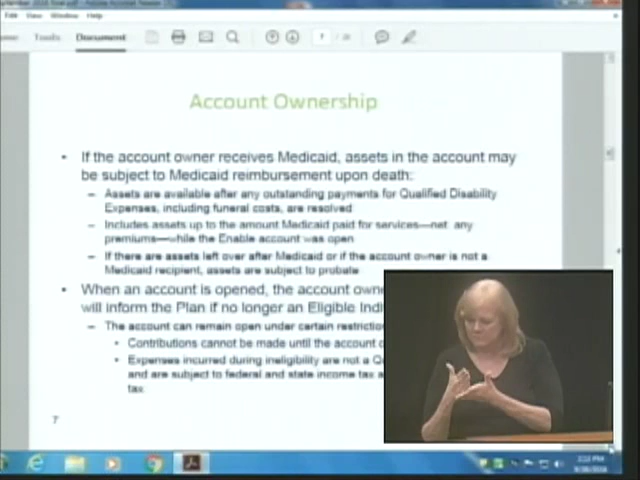 Edit View Window Help
Tools Document
7
Account Ownership
• If the account owner receives Medicaid, assets in the account may
be subject to Medicaid reimbursement upon death:
– Assets are available after any outstanding payments for Qualified Disability
Expenses, including funeral costs, are resolved
– Includes assets up to the amount Medicaid paid for services—net any
premiums—while the Enable account was open
– If there are assets left over after Medicaid or if the account owner is not a
Medicaid recipient, assets are subject to probate
• When an account is opened, the account
will inform the Plan if no longer an Eligible
– The account can remain open under certain
• Contributions cannot be made until the account
• Expenses incurred during ineligibility are not a
and are subject to federal and state income tax
tax
7